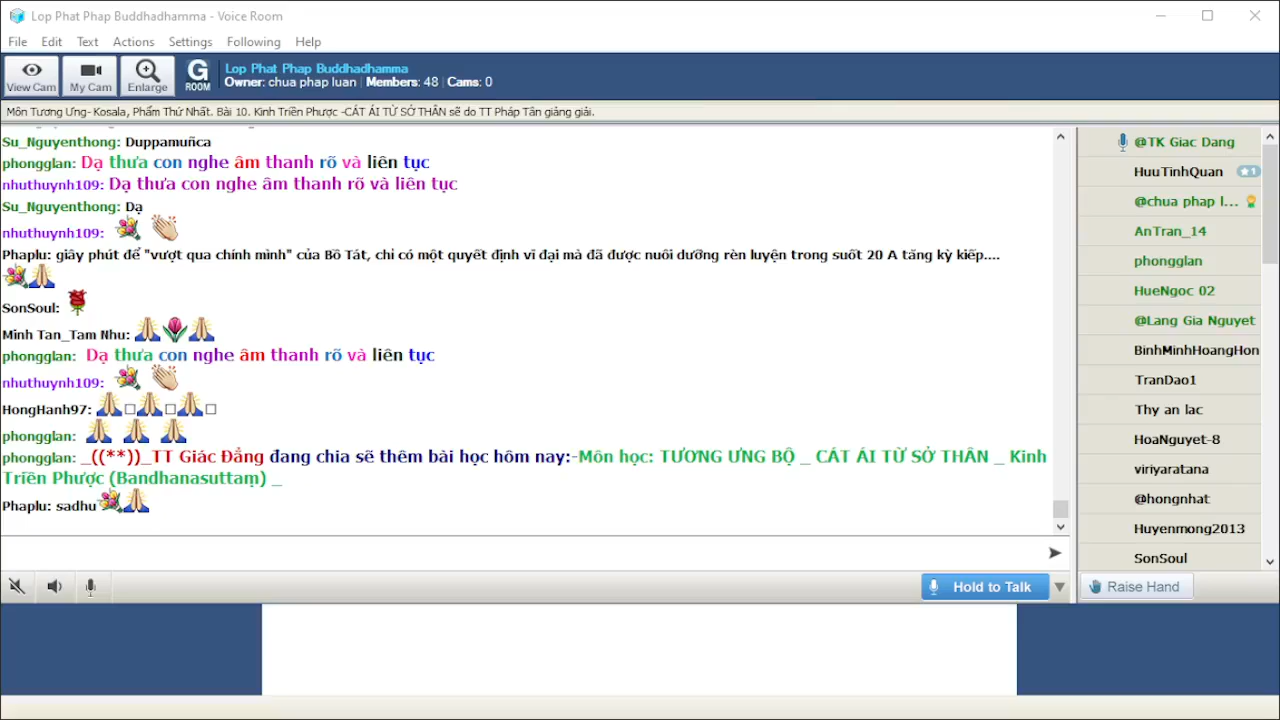 Lop Phat Phap Buddhadhamma - Voice Room
File Edit Text Actions Settings Following Help
View Cam My Cam Enlarge G ROOM
Lop Phat Phap Buddhadhamma
Owner: chua phap luan | Members: 48 | Cams: 0
Môn Tương Ưng- Kosala, Phẩm Thứ Nhất. Bài 10. Kinh Triền Phược -CÁT ÁI TỪ SỞ THÂN sẽ do TT Pháp Tân giảng giải.
Su_Nguyenthong: Duppamuñca
phongglan: Dạ thưa con nghe âm thanh rõ và liên tục
nhuthuynh109: Dạ thưa con nghe âm thanh rõ và liên tục
Su_Nguyenthong: Dạ
nhuthuynh109:
Phaplu: giây phút để "vượt qua chính mình" của Bồ Tát, chỉ có một quyết định vĩ đại mà đã được nuôi dưỡng rèn luyện trong suốt 20 A tăng kỳ kiếp....
SonSoul:
Minh Tan_Tam Nhu:
phongglan: Dạ thưa con nghe âm thanh rõ và liên tục
nhuthuynh109:
HongHanh97:
phongglan:
phongglan: _((**))_TT Giác Đẳng đang chia sẽ thêm bài học hôm nay:-Môn học: TƯƠNG ƯNG BỘ _ CÁT ÁI TỪ SỞ THÂN _ Kinh
Triền Phược (Bandhanasuttaṃ) _
Phaplu: sadhu
@TK Giac Dang
HuuTinhQuan ★1
@chua phap l...
AnTran_14
phongglan
HueNgoc 02
@Lang Gia Nguyet
BinhMinhHoangHon
TranDao1
Thy an lac
HoaNguyet-8
viriyaratana
@hongnhat
Huyenmong2013
SonSoul
Hold to Talk
Raise Hand